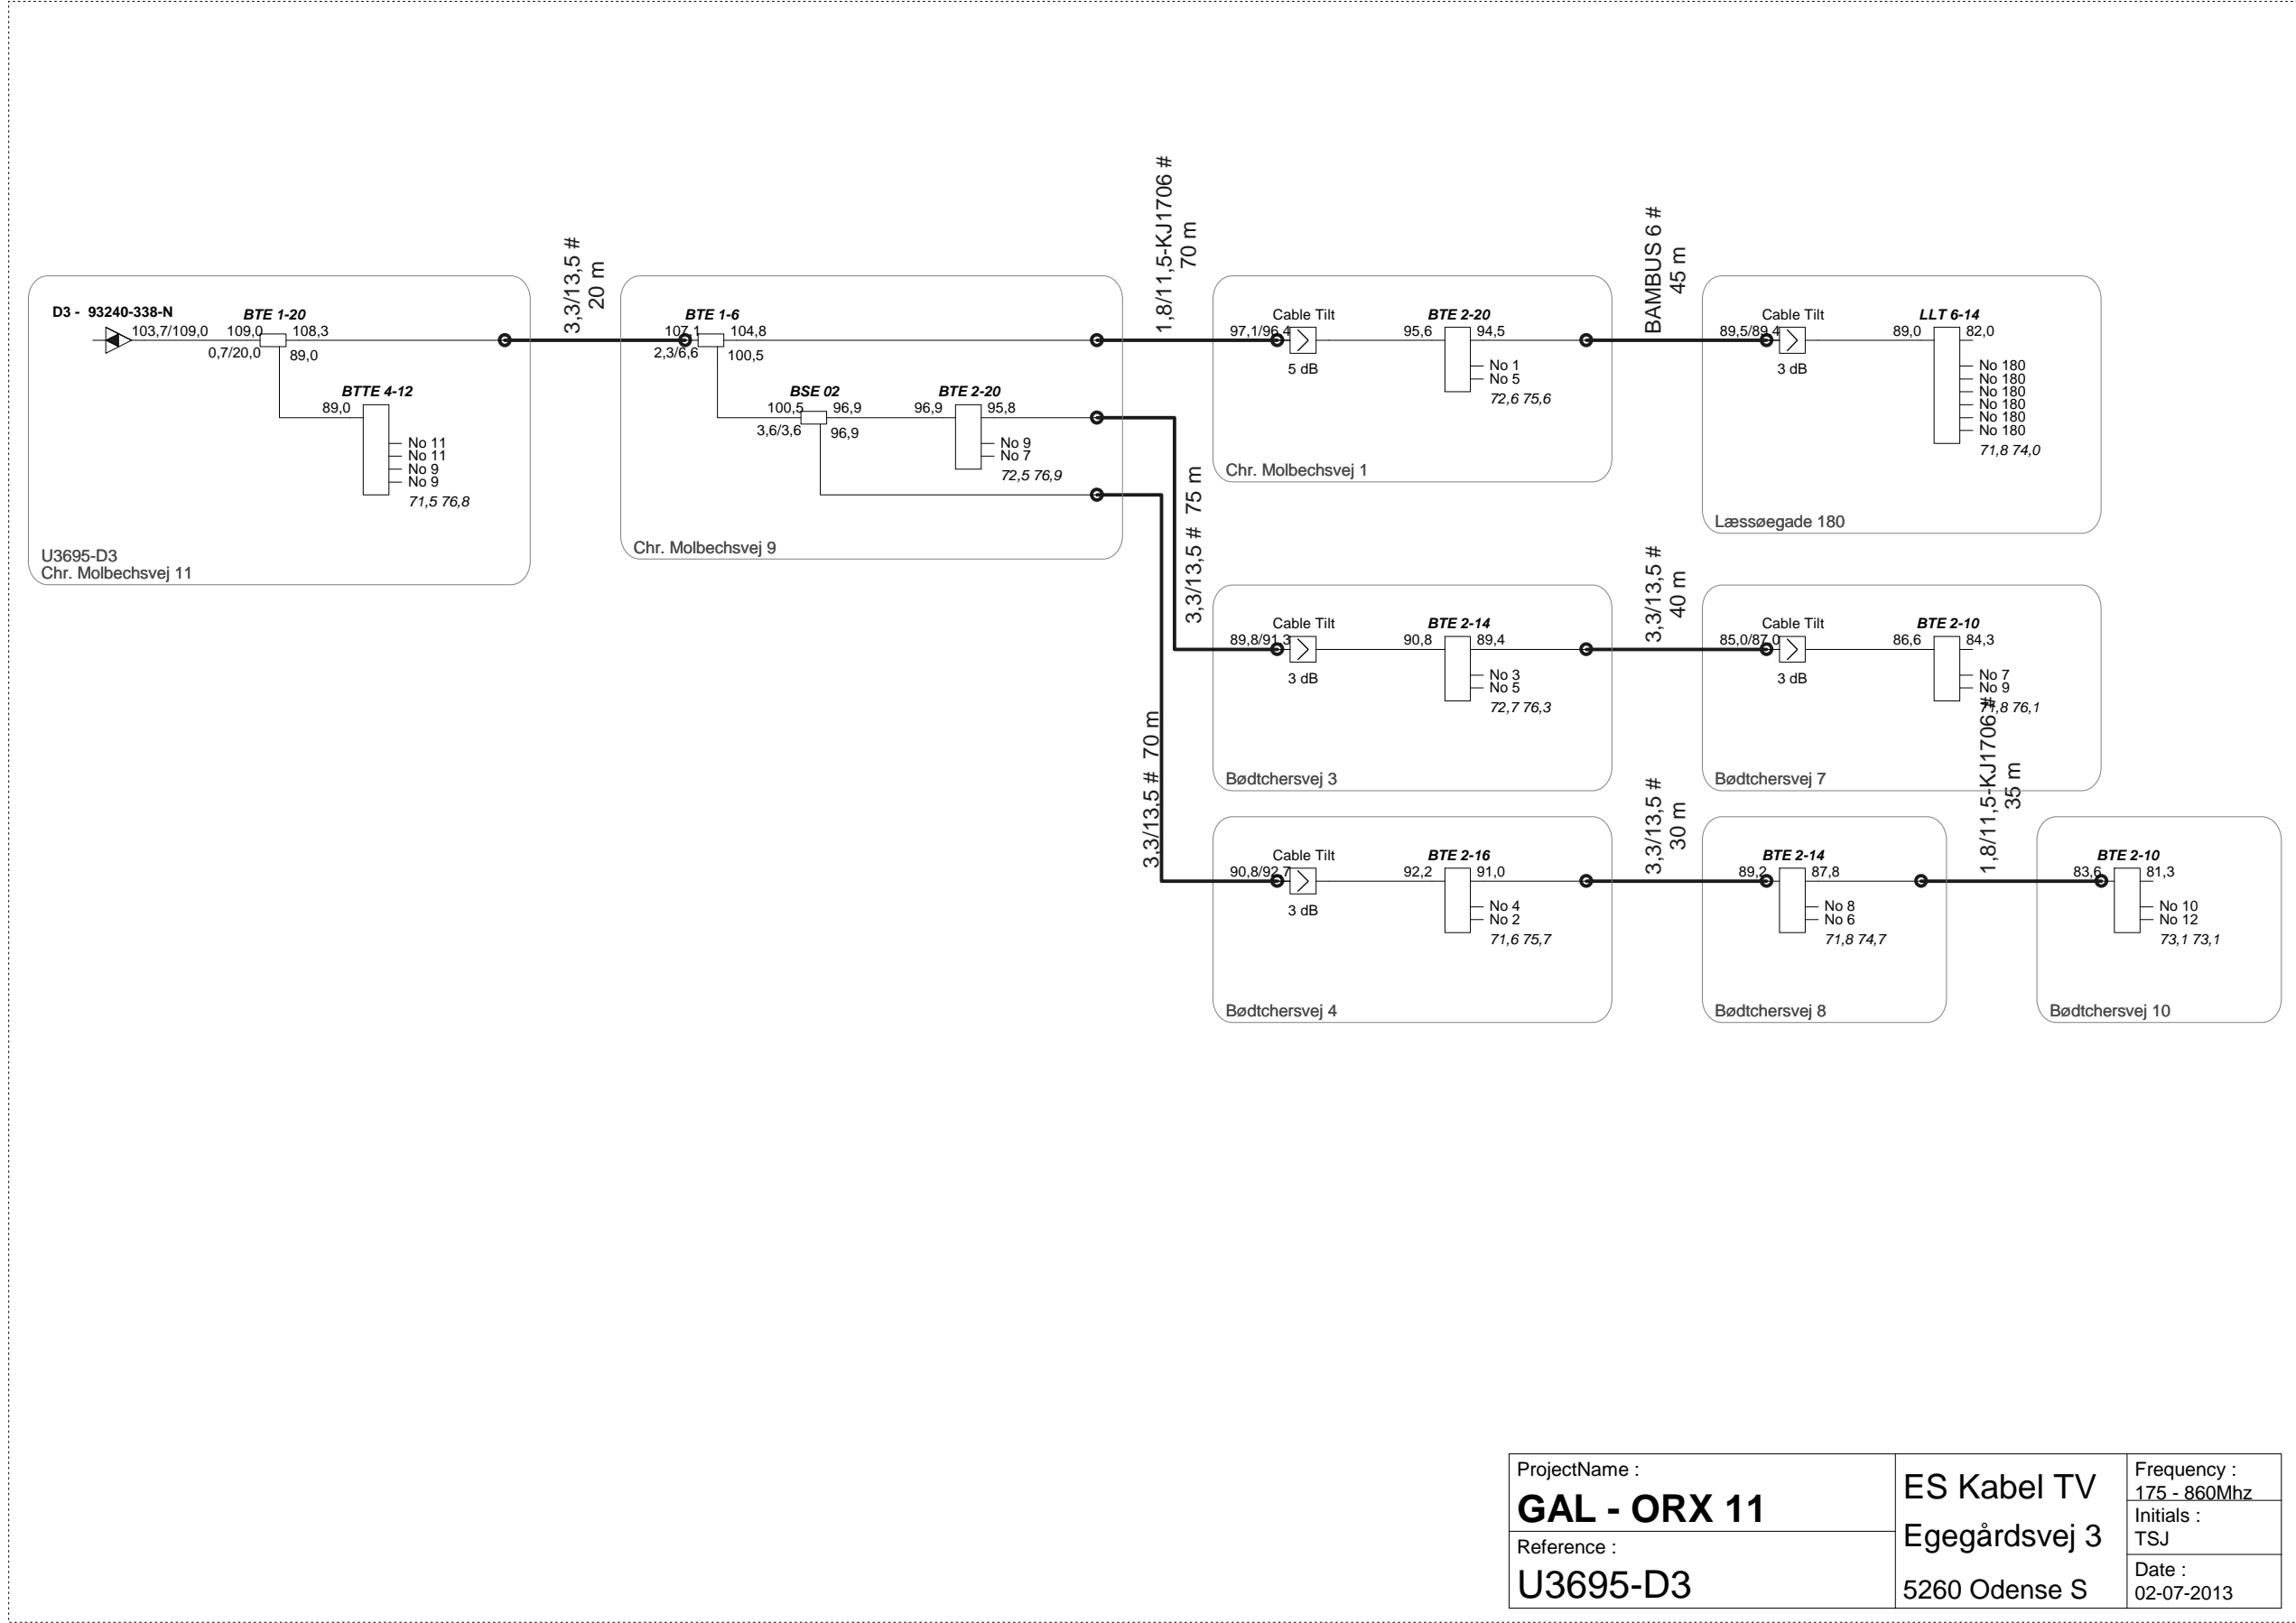 3,3/13,5 #
20 m
1,8/11,5-KJ1706 #
70 m
BAMBUS 6 #
45 m
D3 - 93240-338-N
103,7/109,0
BTE 1-20
109,0
108,3
0,7/20,0
89,0
BTTE 4-12
89,0
No 11
No 11
No 9
No 9
71,5 76,8
U3695-D3
Chr. Molbechsvej 11
BTE 1-6
107,1
104,8
2,3/6,6
100,5
BSE 02
100,5
96,9
3,6/3,6
96,9
BTE 2-20
96,9
95,8
No 9
No 7
72,5 76,9
Chr. Molbechsvej 9
Cable Tilt
97,1/96,4
5 dB
BTE 2-20
95,6
94,5
No 1
No 5
72,6 75,6
Chr. Molbechsvej 1
Cable Tilt
89,5/89,4
3 dB
LLT 6-14
89,0
82,0
No 180
No 180
No 180
No 180
No 180
No 180
71,8 74,0
Læssøegade 180
3,3/13,5 # 75 m
Cable Tilt
89,8/91,3
3 dB
BTE 2-14
90,8
89,4
No 3
No 5
72,7 76,3
Bødtchersvej 3
3,3/13,5 #
40 m
Cable Tilt
85,0/87,0
3 dB
BTE 2-10
86,6
84,3
No 7
No 9
71,8 76,1
Bødtchersvej 7
3,3/13,5 # 70 m
Cable Tilt
90,8/92,7
3 dB
BTE 2-16
92,2
91,0
No 4
No 2
71,6 75,7
Bødtchersvej 4
3,3/13,5 #
30 m
BTE 2-14
89,2
87,8
No 8
No 6
71,8 74,7
Bødtchersvej 8
1,8/11,5-KJ1706 #
35 m
BTE 2-10
83,6
81,3
No 10
No 12
73,1 73,1
Bødtchersvej 10
ProjectName :
GAL - ORX 11
Reference :
U3695-D3
ES Kabel TV
Egegårdsvej 3
5260 Odense S
Frequency :
175 - 860Mhz
Initials :
TSJ
Date :
02-07-2013